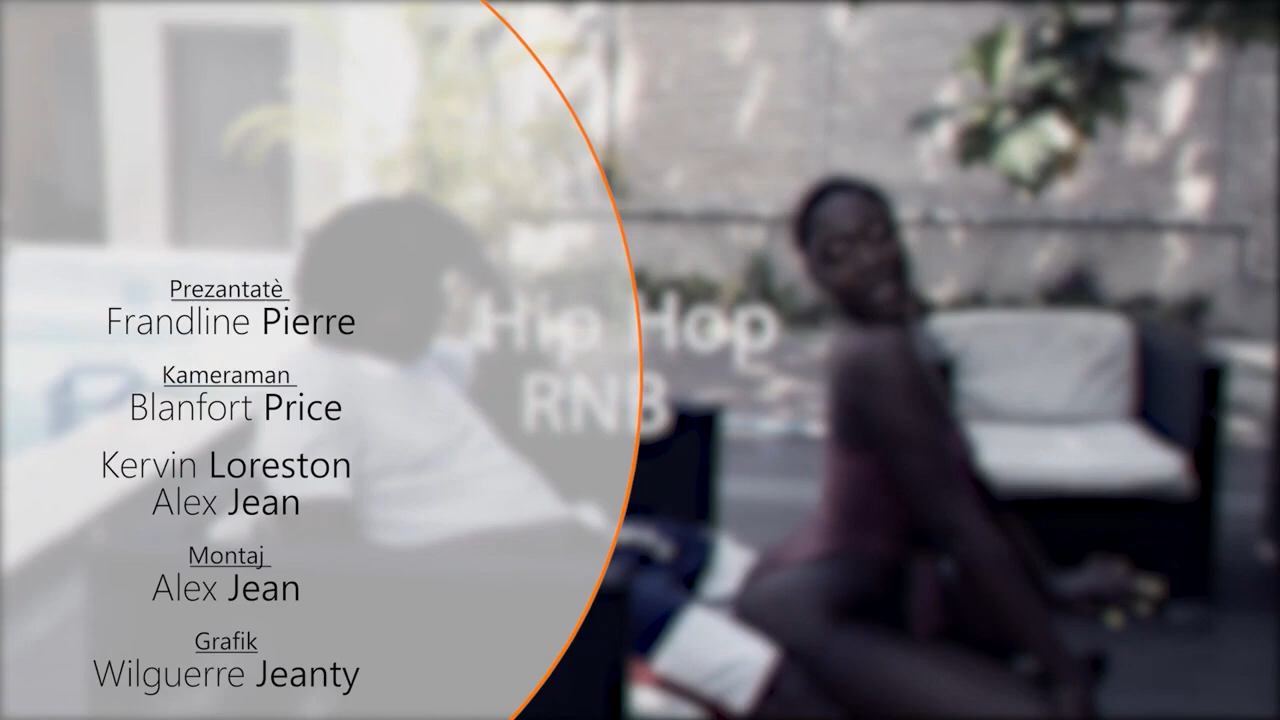 Prezantatè
Frandline Pierre
Kameraman
Blanfort Price
Kervin Loreston
Alex Jean
Montaj
Alex Jean
Grafik
Wilguerre Jeanty
Hip Hop
RNB